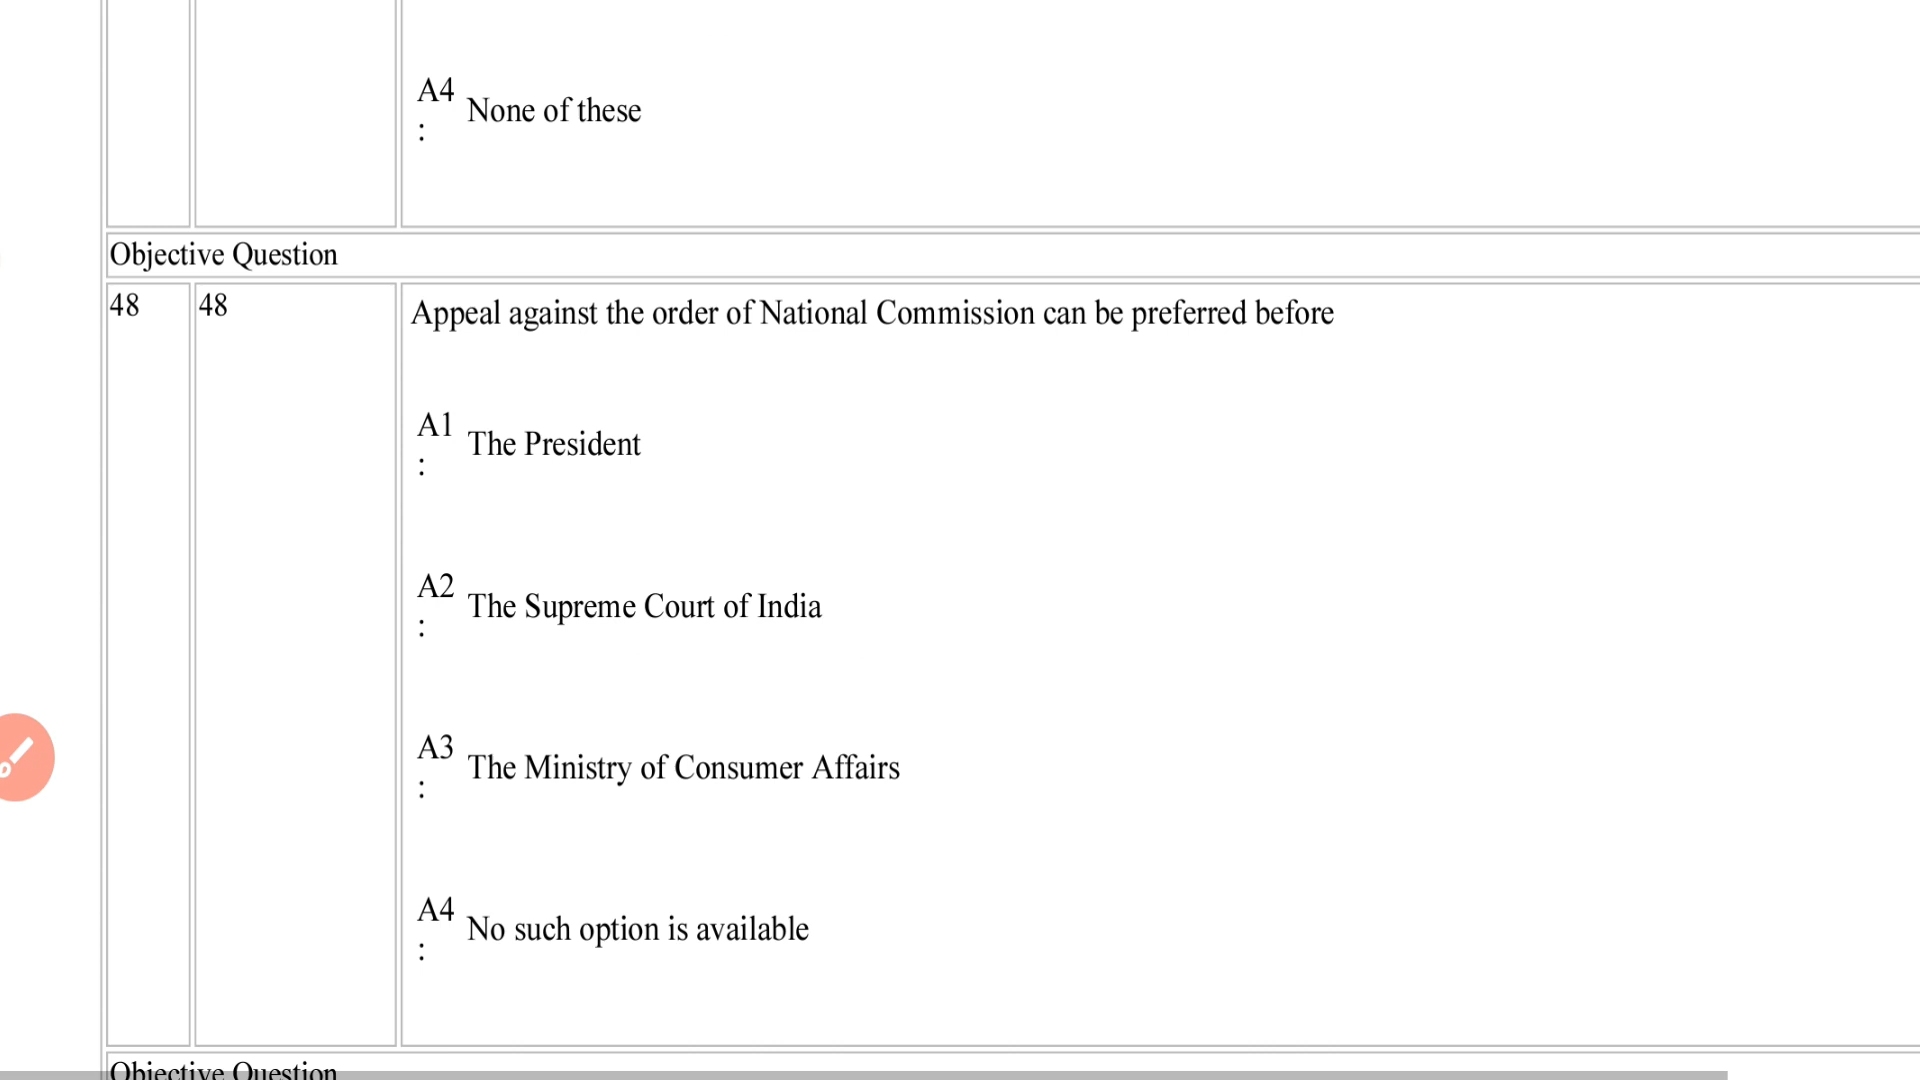 A4
:
None of these
Objective Question
48
48
Appeal against the order of National Commission can be preferred before
A1
:
The President
A2
:
The Supreme Court of India
A3
:
The Ministry of Consumer Affairs
A4
:
No such option is available
Objective Question